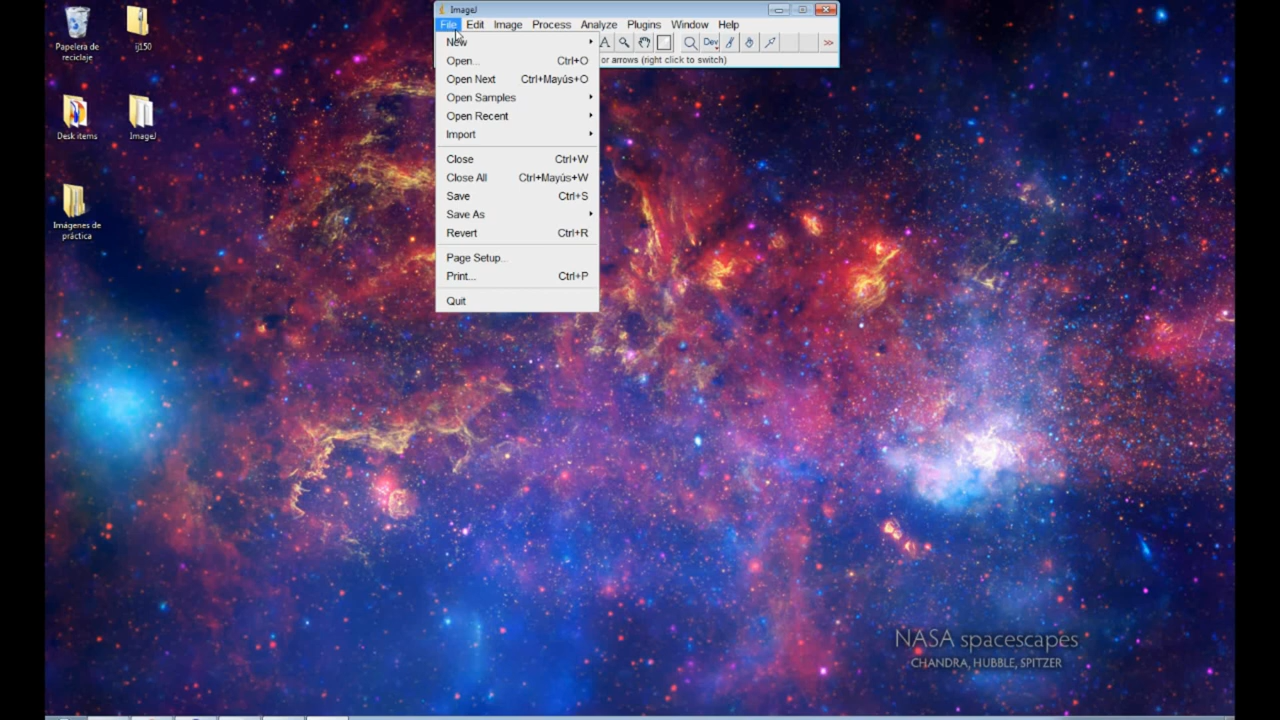 ImageJ
File Edit Image Process Analyze Plugins Window Help
A Dev >>
or arrows (right click to switch)
New
Open... Ctrl+O
Open Next Ctrl+Mayús+O
Open Samples
Open Recent
Import
Close Ctrl+W
Close All Ctrl+Mayús+W
Save Ctrl+S
Save As
Revert Ctrl+R
Page Setup...
Print... Ctrl+P
Quit
Papelera de
reciclaje
ij150
Desk items
ImageJ
Imágenes de
práctica
NASA spacescapes
CHANDRA, HUBBLE, SPITZER